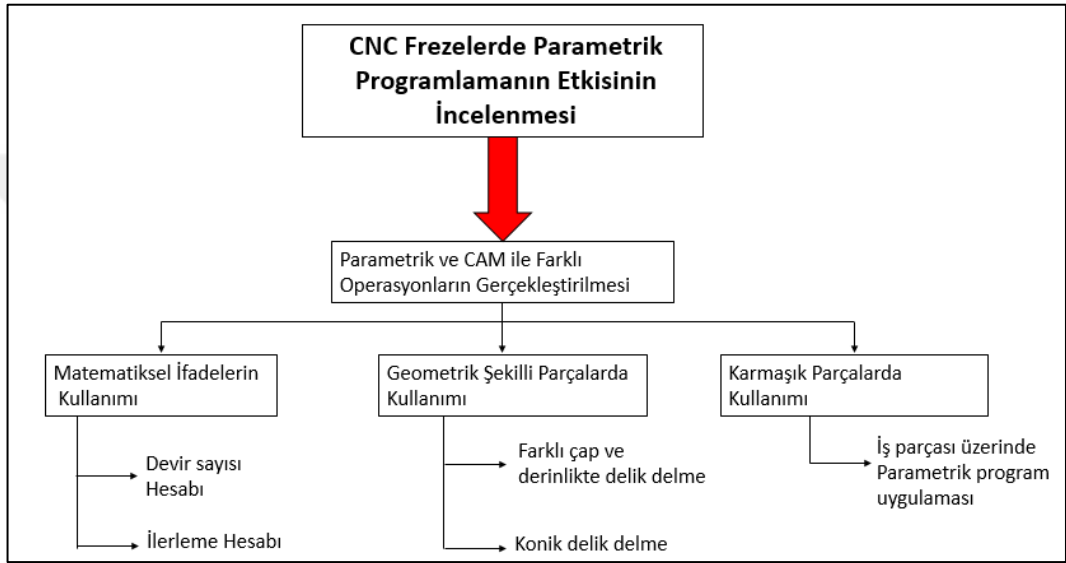 CNC Frezelerde Parametrik
Programlamanın Etkisinin
İncelenmesi
Parametrik ve CAM ile Farklı
Operasyonların Gerçekleştirilmesi
Matematiksel İfadelerin
Kullanımı
Devir sayısı
Hesabı
İlerleme Hesabı
Geometrik Şekilli Parçalarda
Kullanımı
Farklı çap ve
derinlikte delik delme
Konik delik delme
Karmaşık Parçalarda
Kullanımı
İş parçası üzerinde
Parametrik program
uygulaması